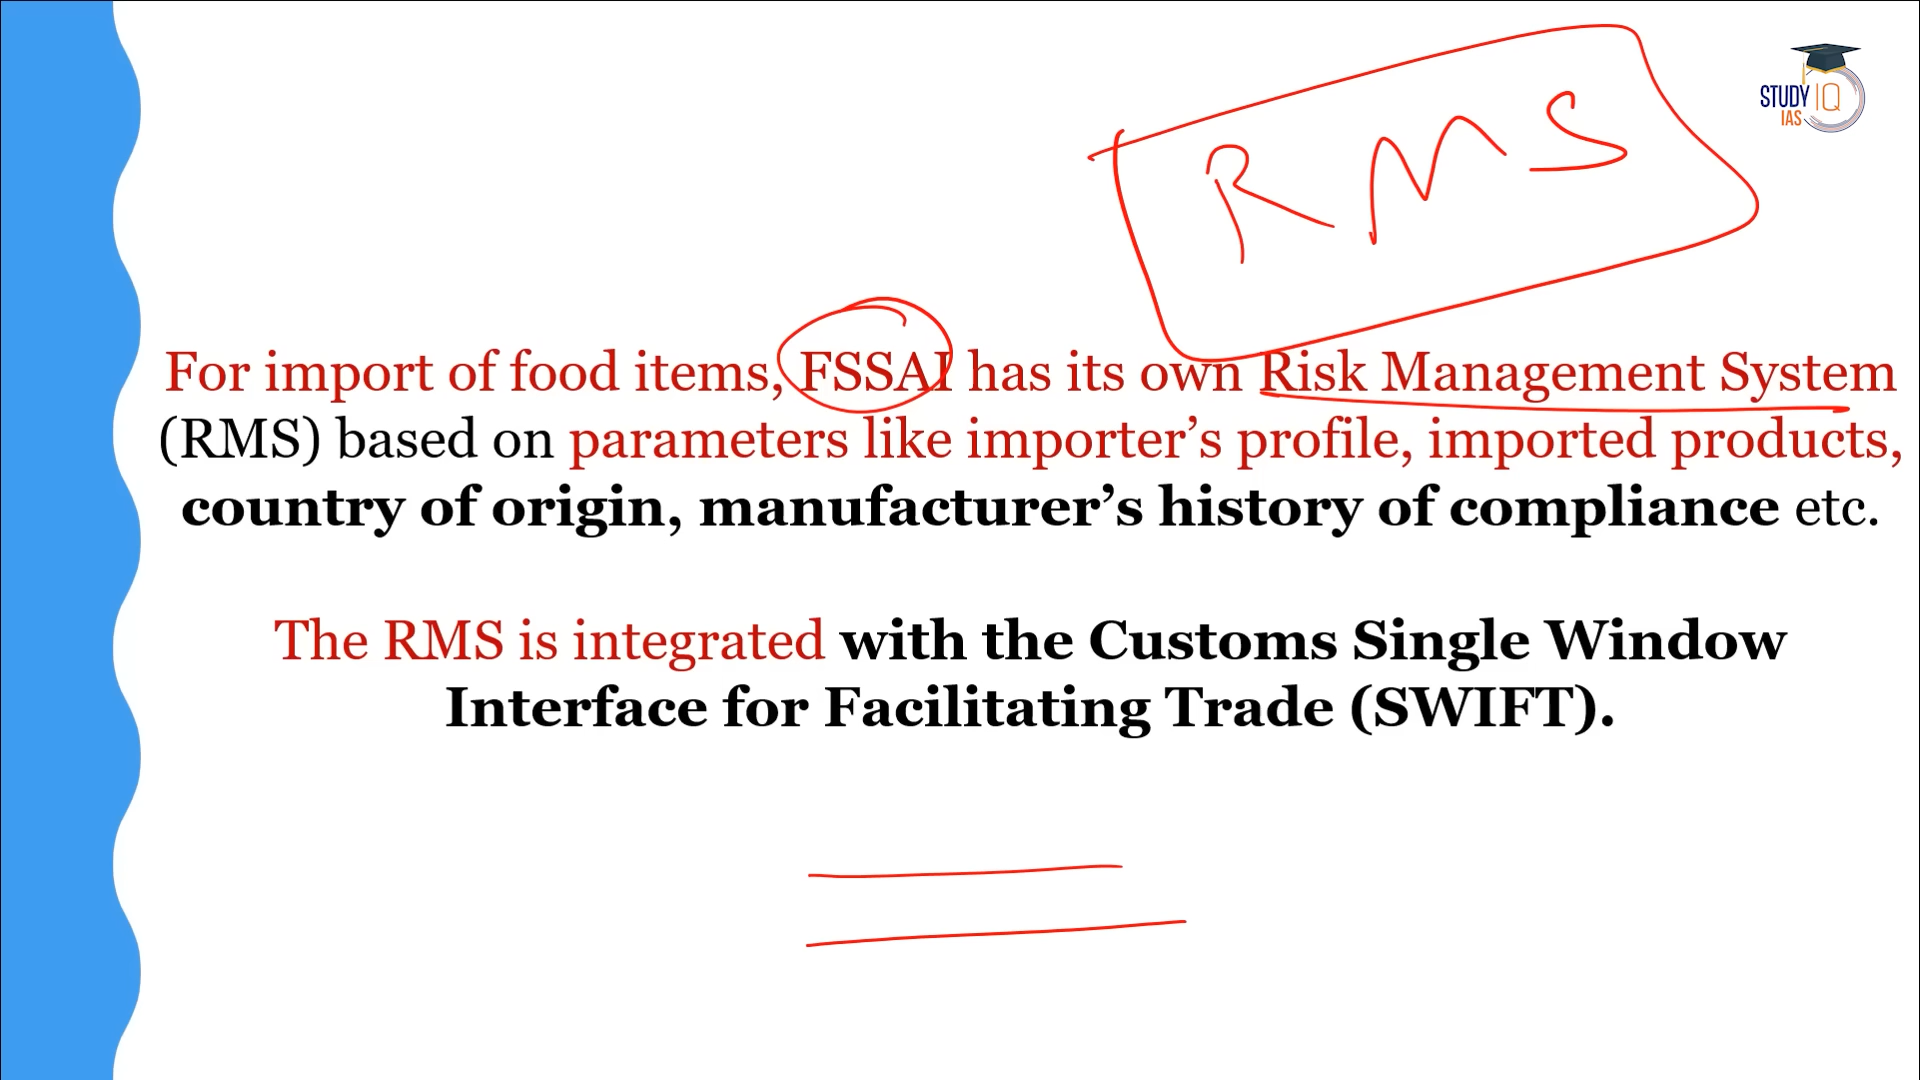 STUDY IQ
IAS
RMS
For import of food items, FSSAI has its own Risk Management System
(RMS) based on parameters like importer’s profile, imported products,
country of origin, manufacturer’s history of compliance etc.
The RMS is integrated with the Customs Single Window
Interface for Facilitating Trade (SWIFT).